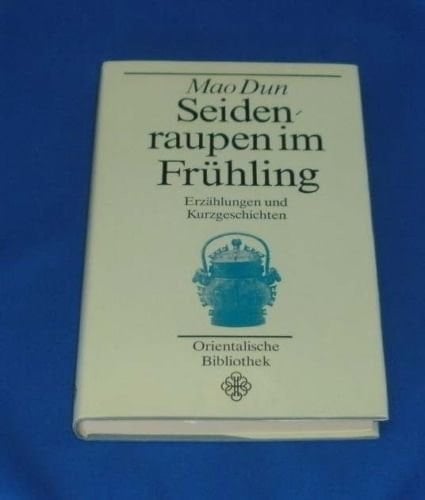 Mao Dun
Seiden-
raupen im
Frühling
Erzählungen und
Kurzgeschichten
Orientalische
Bibliothek